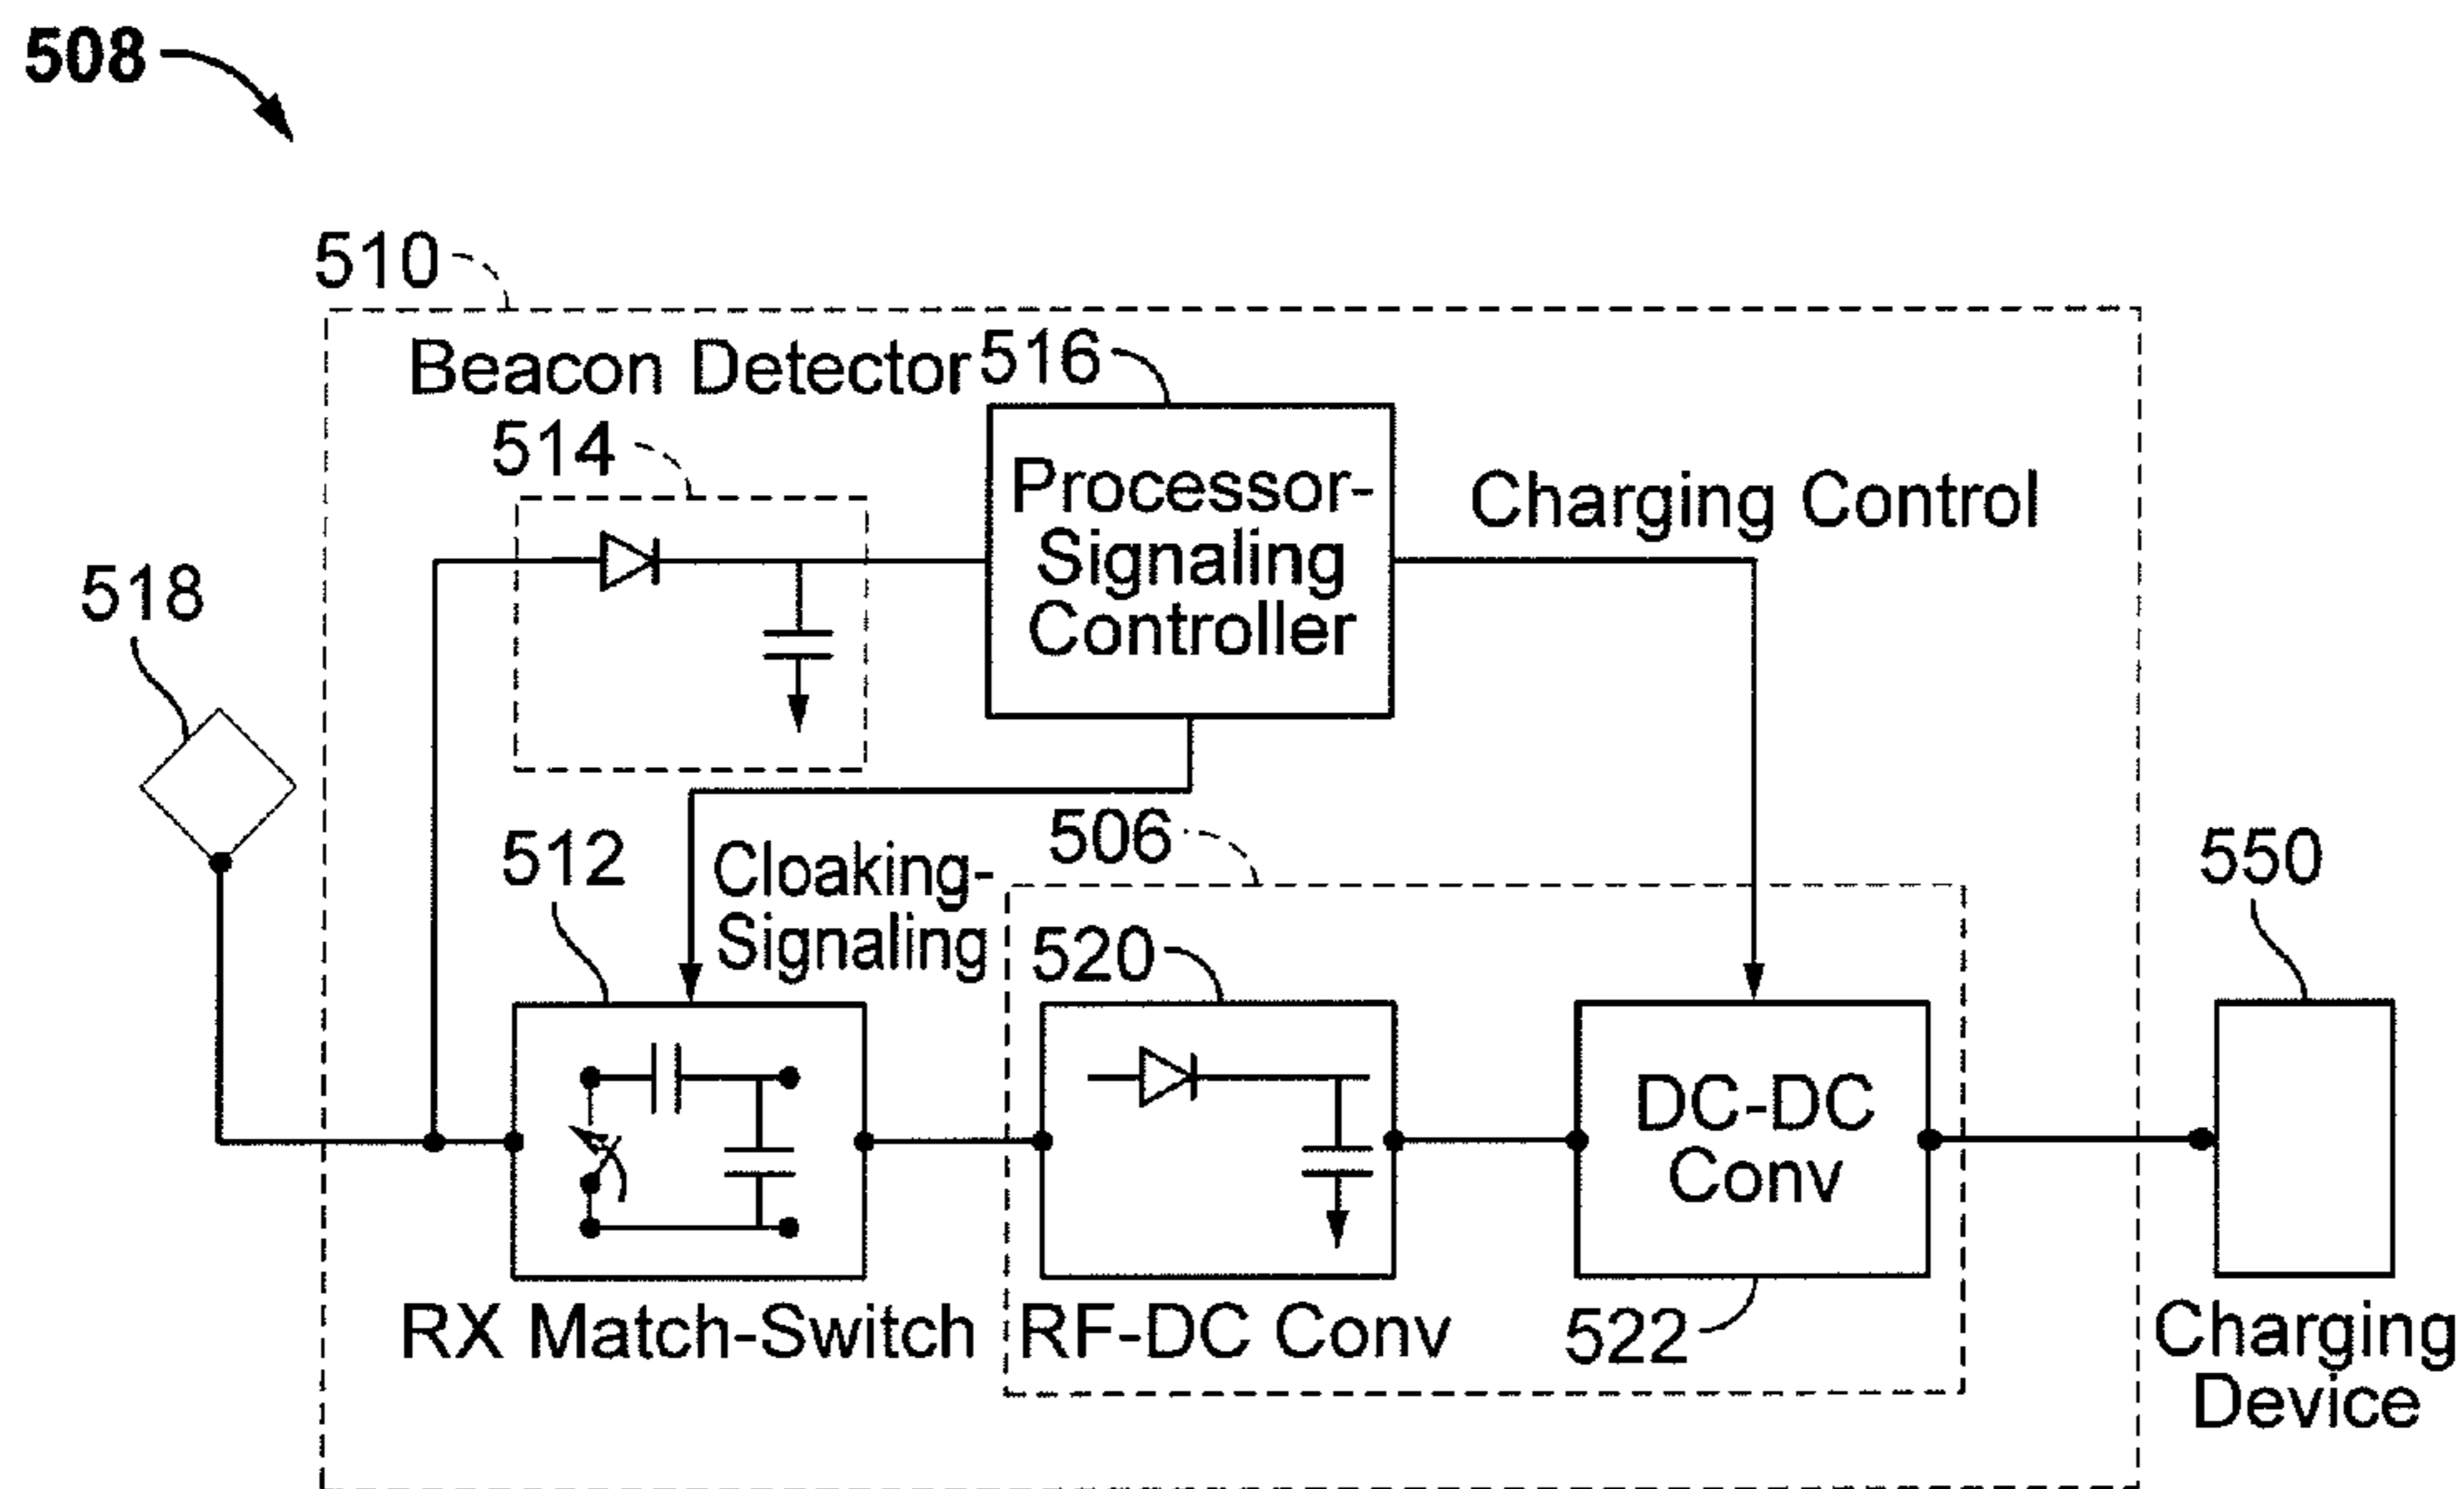 508
510
Beacon Detector
516
514
Processor-
Signaling
Controller
Charging Control
518
512
Cloaking-
Signaling
506
520
550
DC-DC
Conv
RX Match-Switch
RF-DC Conv
522
Charging
Device